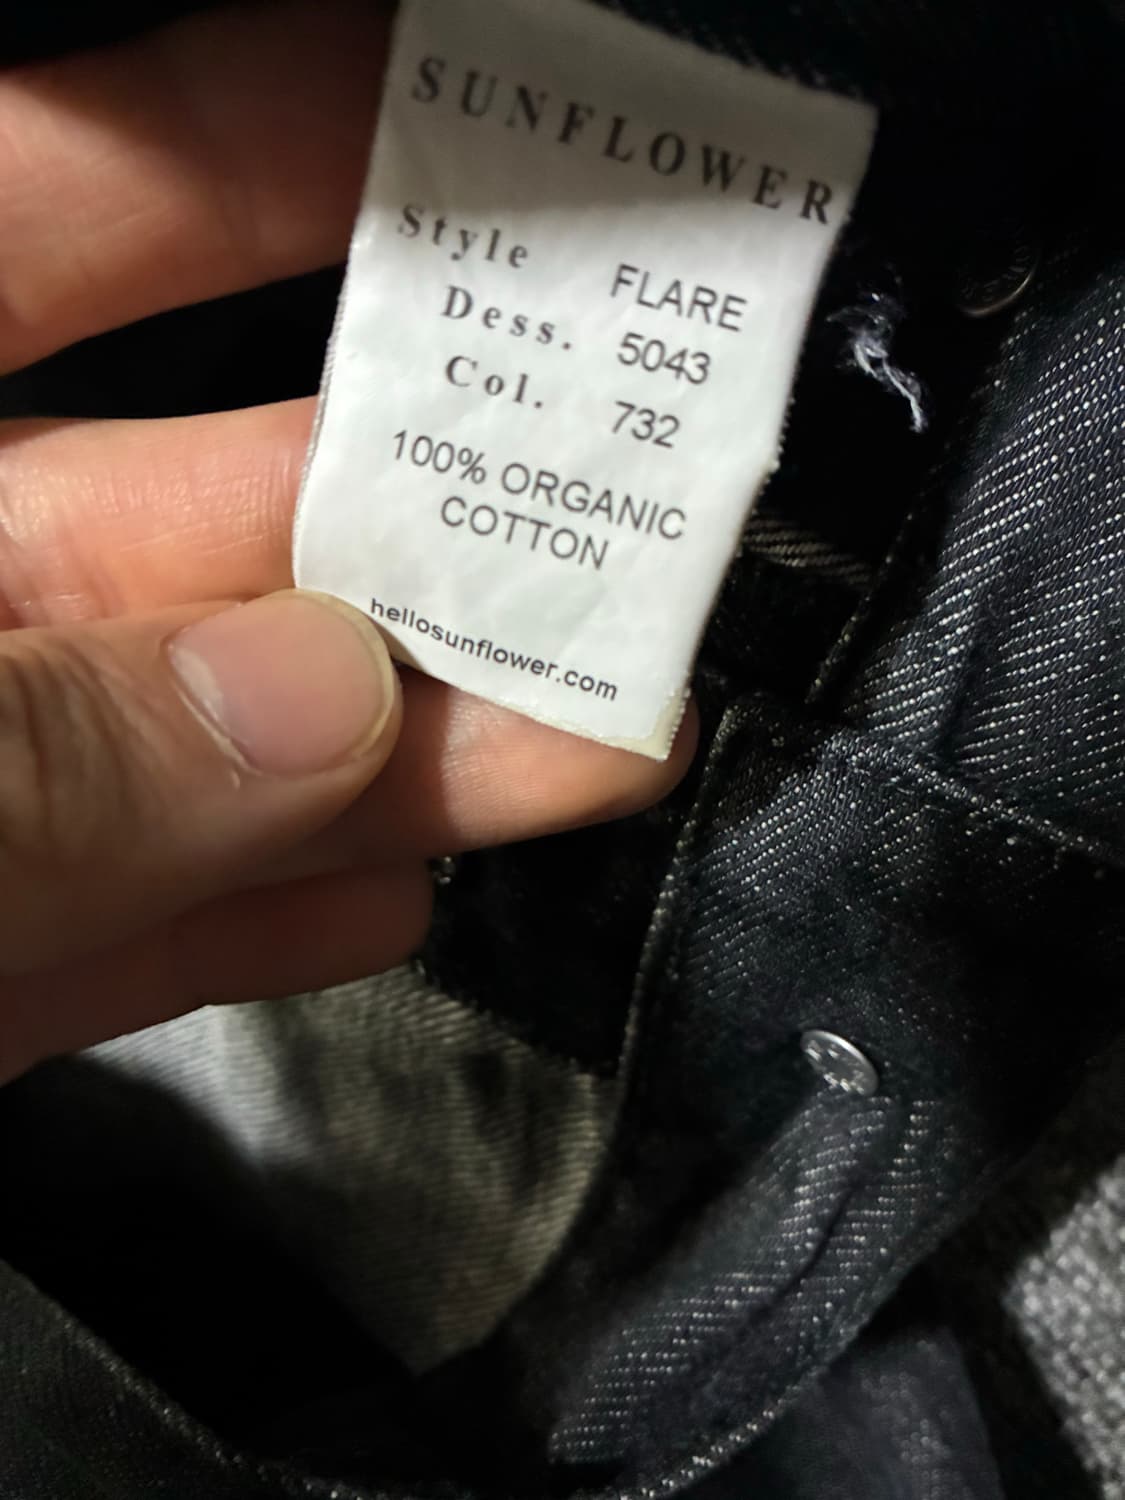 SUNFLOWER
Style FLARE
Dess. 5043
Col. 732
100% ORGANIC
COTTON
hellosunflower.com